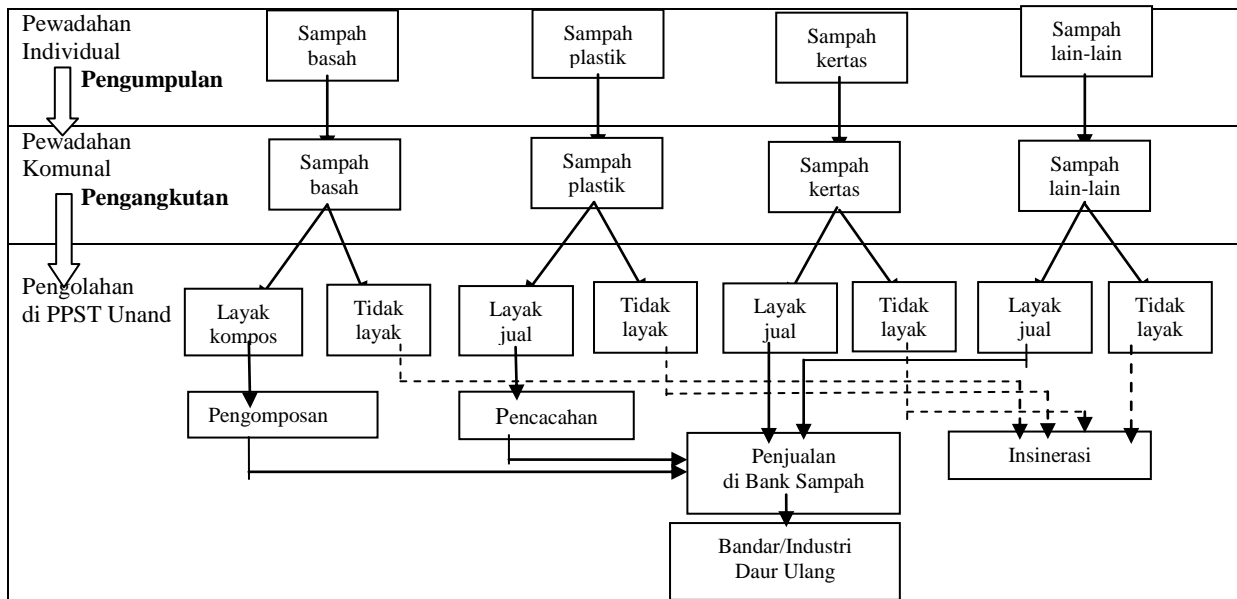 Pewadahan
Individual
Pengumpulan
Sampah
basah
Sampah
plastik
Sampah
kertas
Sampah
lain-lain
Pewadahan
Komunal
Pengangkutan
Sampah
basah
Sampah
plastik
Sampah
kertas
Sampah
lain-lain
Pengolahan
di PPST Unand
Layak
kompos
Tidak
layak
Layak
jual
Tidak
layak
Layak
jual
Tidak
layak
Layak
jual
Tidak
layak
Pengomposan
Pencacahan
Penjualan
di Bank Sampah
Insinerasi
Bandar/Industri
Daur Ulang